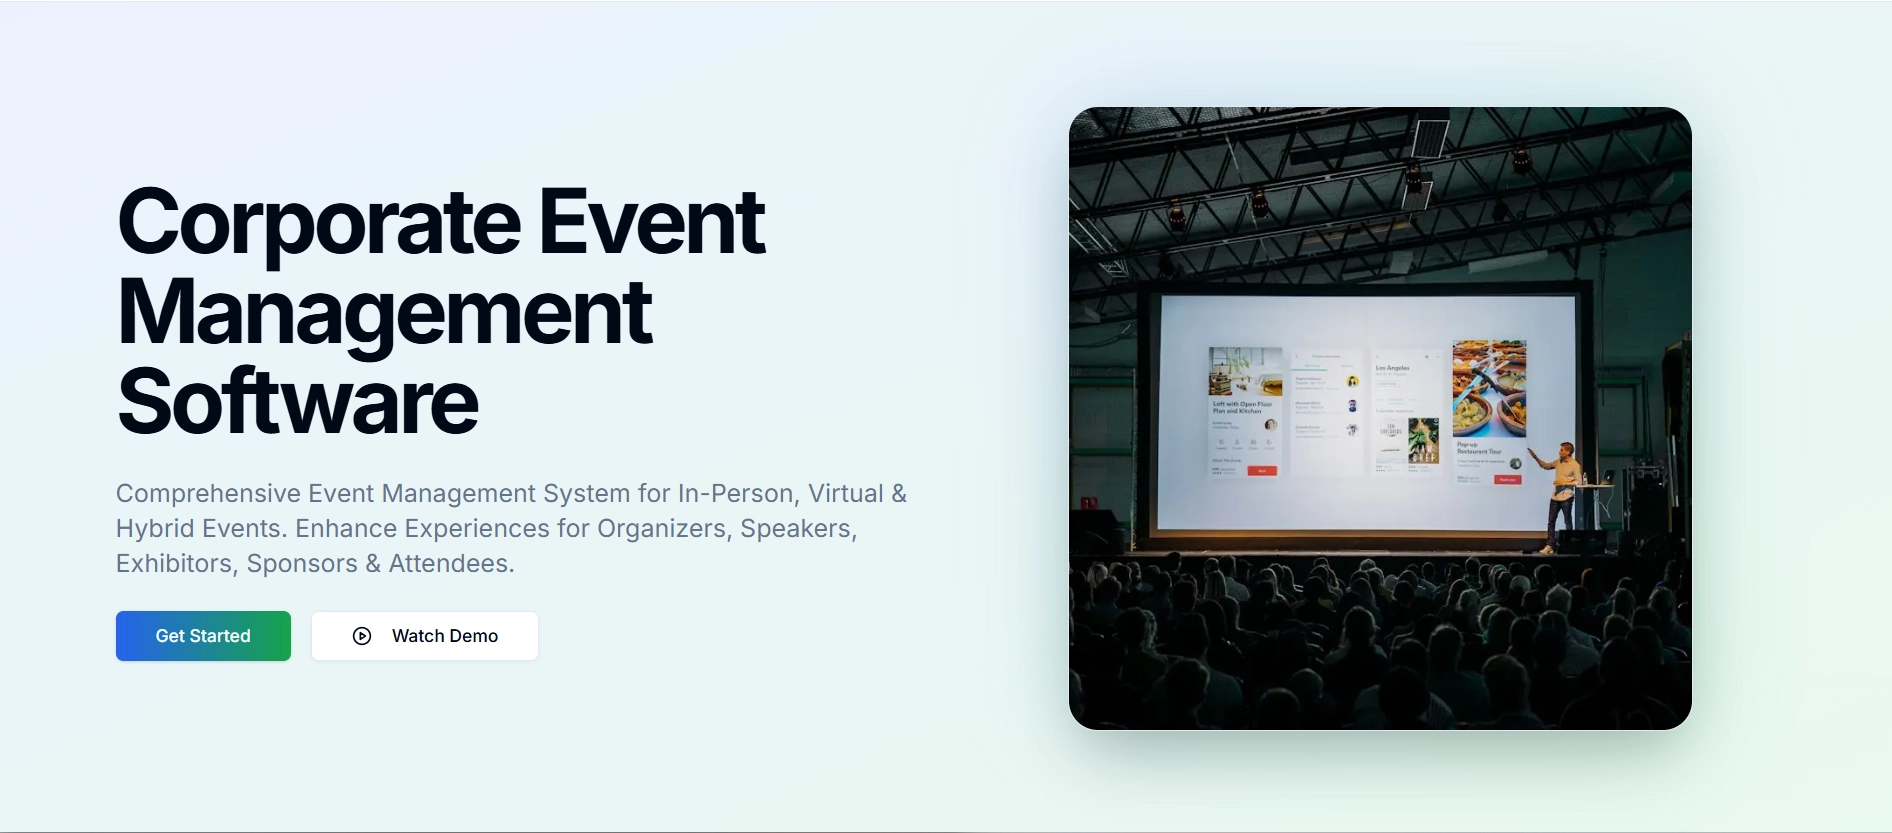 Corporate Event
Management
Software
Comprehensive Event Management System for In-Person, Virtual &
Hybrid Events. Enhance Experiences for Organizers, Speakers,
Exhibitors, Sponsors & Attendees.
Get Started
Watch Demo
Loft with Open Floor
Plan and Kitchen
Los Angeles
Pop-up
Restaurant Tour